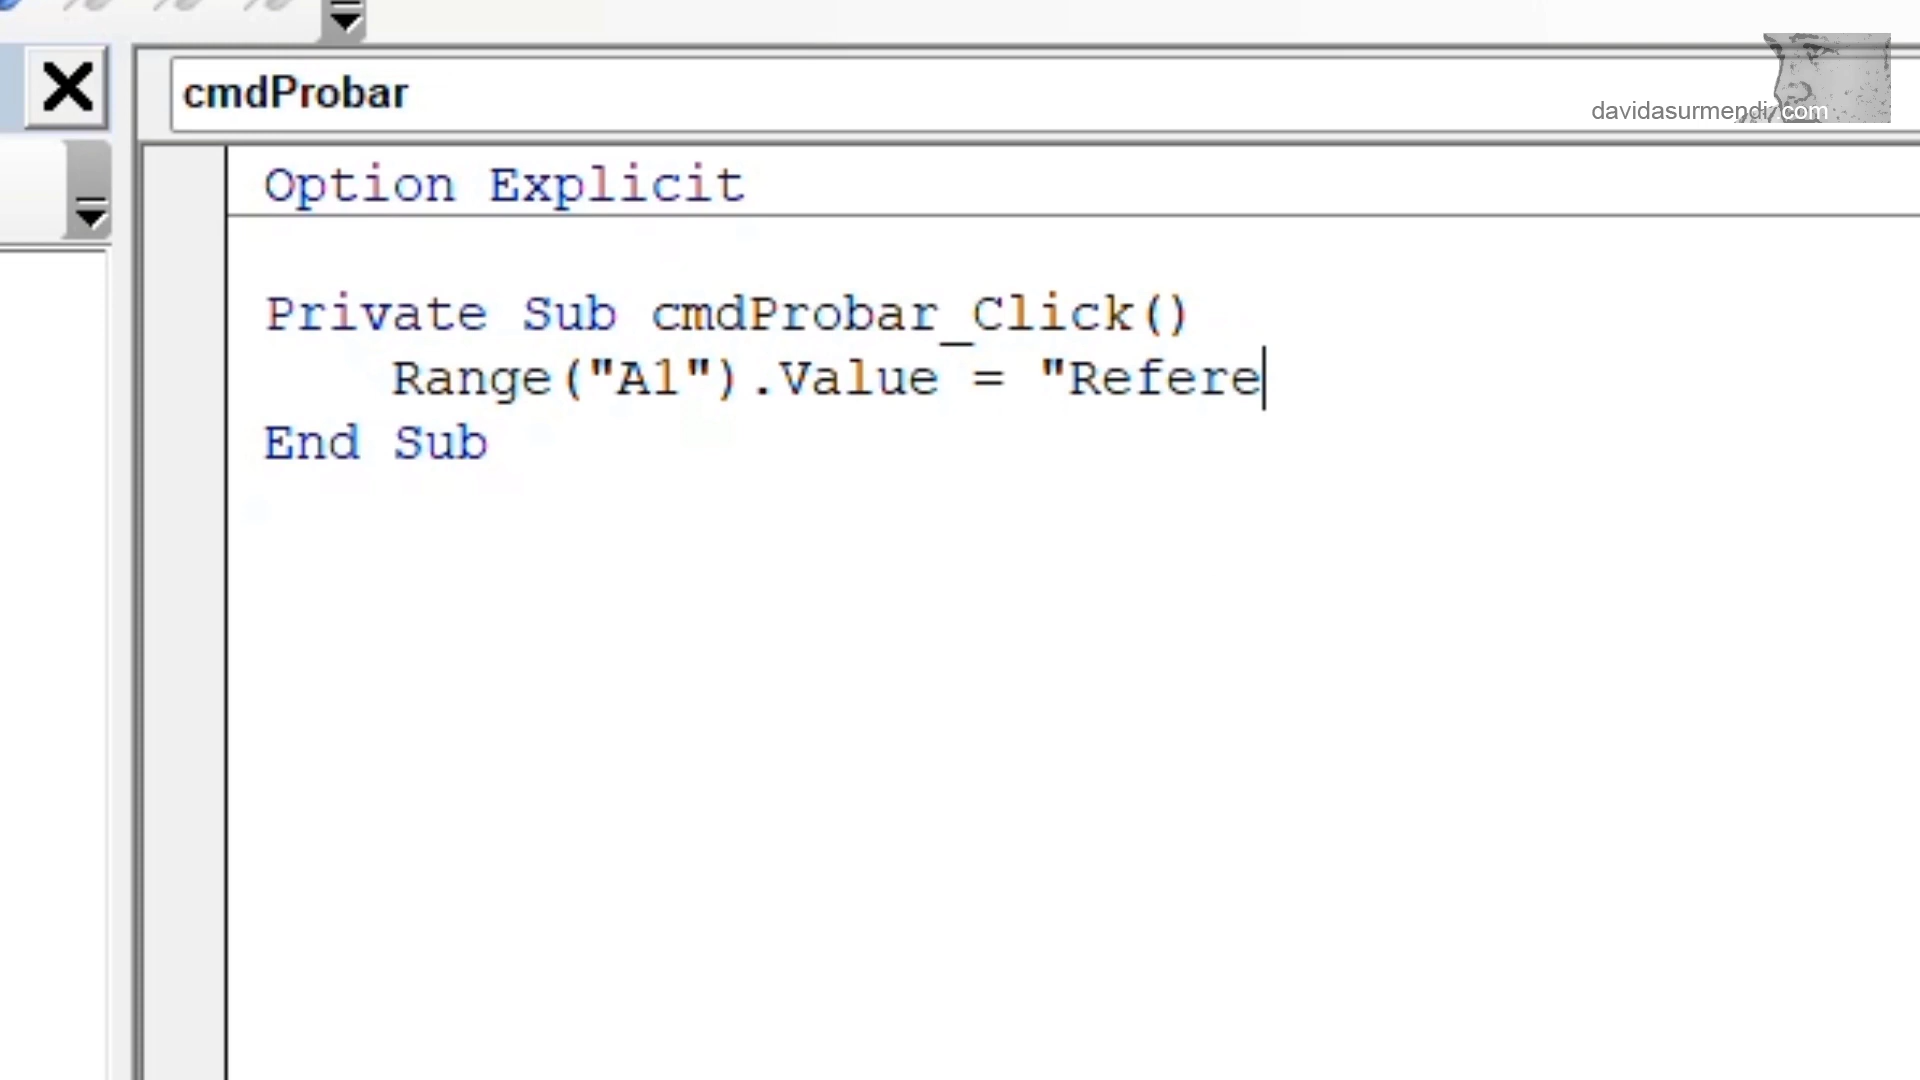 cmdProbar
davidasurmendi.com
Option Explicit
Private Sub cmdProbar_Click()
Range("A1").Value = "Refere
End Sub